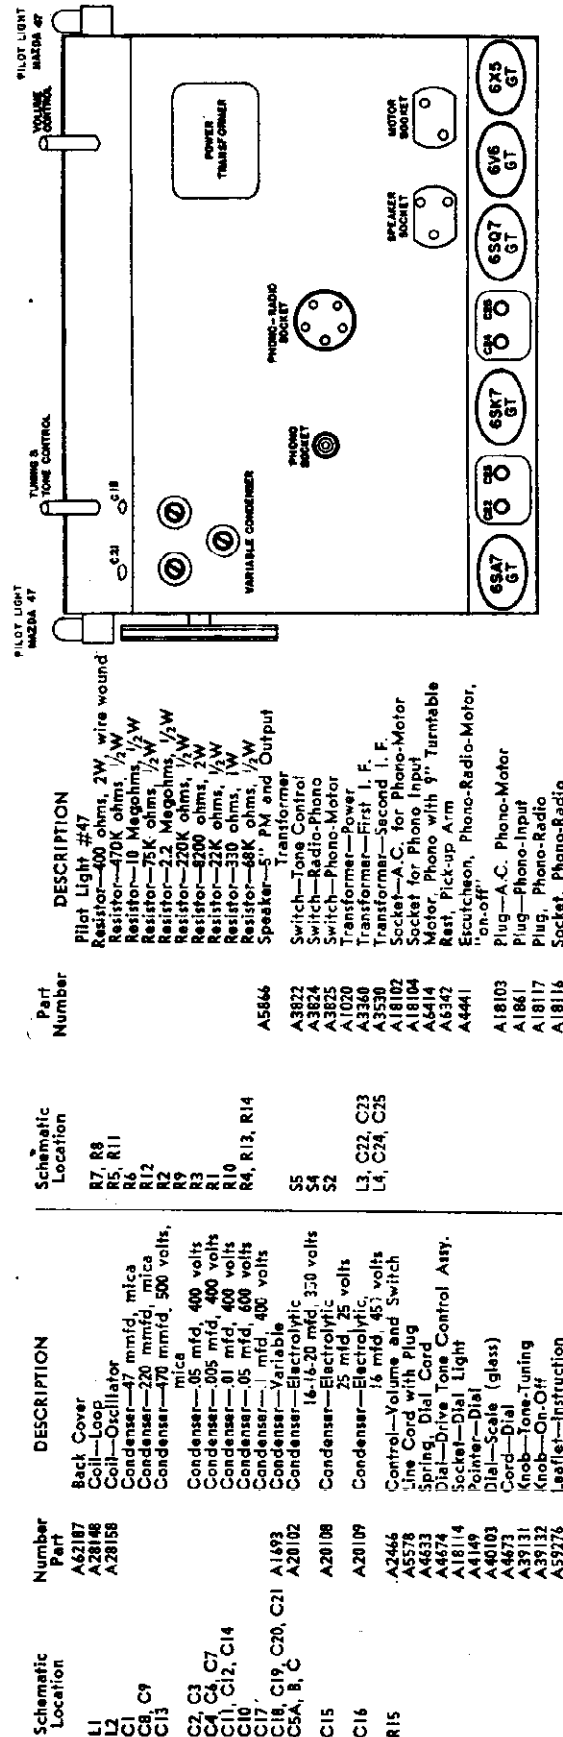 Schematic Location Number Part DESCRIPTION
A62187 Back Cover
L1 A28148 Coil—Loop
L2 A28158 Coil—Oscillator
C1 Condenser—47 mmfd, mica
C8, C9 Condenser—220 mmfd, mica
C13 Condenser—470 mmfd, 500 volts,
mica
C2, C3 Condenser—.05 mfd, 400 volts
C4, C6, C7 Condenser—.005 mfd, 400 volts
C11, C12, C14 Condenser—.01 mfd, 400 volts
C10 Condenser—.05 mfd, 600 volts
C17 Condenser—.1 mfd, 400 volts
C18, C19, C20, C21 A1693 Condenser—Variable
C5A, B, C A20102 Condenser—Electrolytic
16-16-20 mfd, 350 volts
C15 A20108 Condenser—Electrolytic
25 mfd, 25 volts
C16 A20109 Condenser—Electrolytic,
16 mfd, 450 volts
R15 A2466 Control—Volume and Switch
A5578 Line Cord with Plug
A4633 Spring, Dial Cord
A4674 Dial—Drive Tone Control Assy.
A18114 Socket—Dial Light
A4149 Pointer—Dial
A40103 Dial—Scale (glass)
A4673 Cord—Dial
A39131 Knob—Tone-Tuning
A39132 Knob—On-Off
A59276 Leaflet—Instruction
Schematic Location Part Number DESCRIPTION
Pilot Light #47
R7, R8 Resistor—400 ohms, 2W, wire wound
R5, R11 Resistor—470K ohms, 1/2W
R6 Resistor—10 Megohms, 1/2W
R12 Resistor—75K ohms, 1/2W
R2 Resistor—2.2 Megohms, 1/2W
R9 Resistor—220K ohms, 1/2W
R3 Resistor—8200 ohms, 2W
R1 Resistor—22K ohms, 1/2W
R10 Resistor—330 ohms, 1W
R4, R13, R14 Resistor—68K ohms, 1/2W
A5866 Speaker—5" PM and Output
Transformer
S5 A3822 Switch—Tone Control
S4 A3824 Switch—Radio-Phono
S2 A3825 Switch—Phono-Motor
A1020 Transformer—Power
L3, C22, C23 A3360 Transformer—First I. F.
L4, C24, C25 A3530 Transformer—Second I. F.
A18102 Socket—A.C. for Phono-Motor
A18104 Socket for Phono Input
A6414 Motor, Phono with 9" Turntable
A6342 Rest, Pick-up Arm
A4441 Escutcheon, Phono-Radio-Motor,
"on-off"
A18103 Plug—A.C. Phono-Motor
A1861 Plug—Phono-Input
A18117 Plug, Phono-Radio
A18116 Socket, Phono-Radio
PILOT LIGHT
MAZDA 47
TUNING &
TONE CONTROL
VOLUME
CONTROL
PILOT LIGHT
MAZDA 47
C21
C18
VARIABLE CONDENSER
PHONO
SOCKET
PHONO-RADIO
SOCKET
POWER
TRANSFORMER
SPEAKER
SOCKET
MOTOR
SOCKET
6SA7
GT
C22
6SK7
GT
C24
C25
6SQ7
GT
6V6
GT
6X5
GT